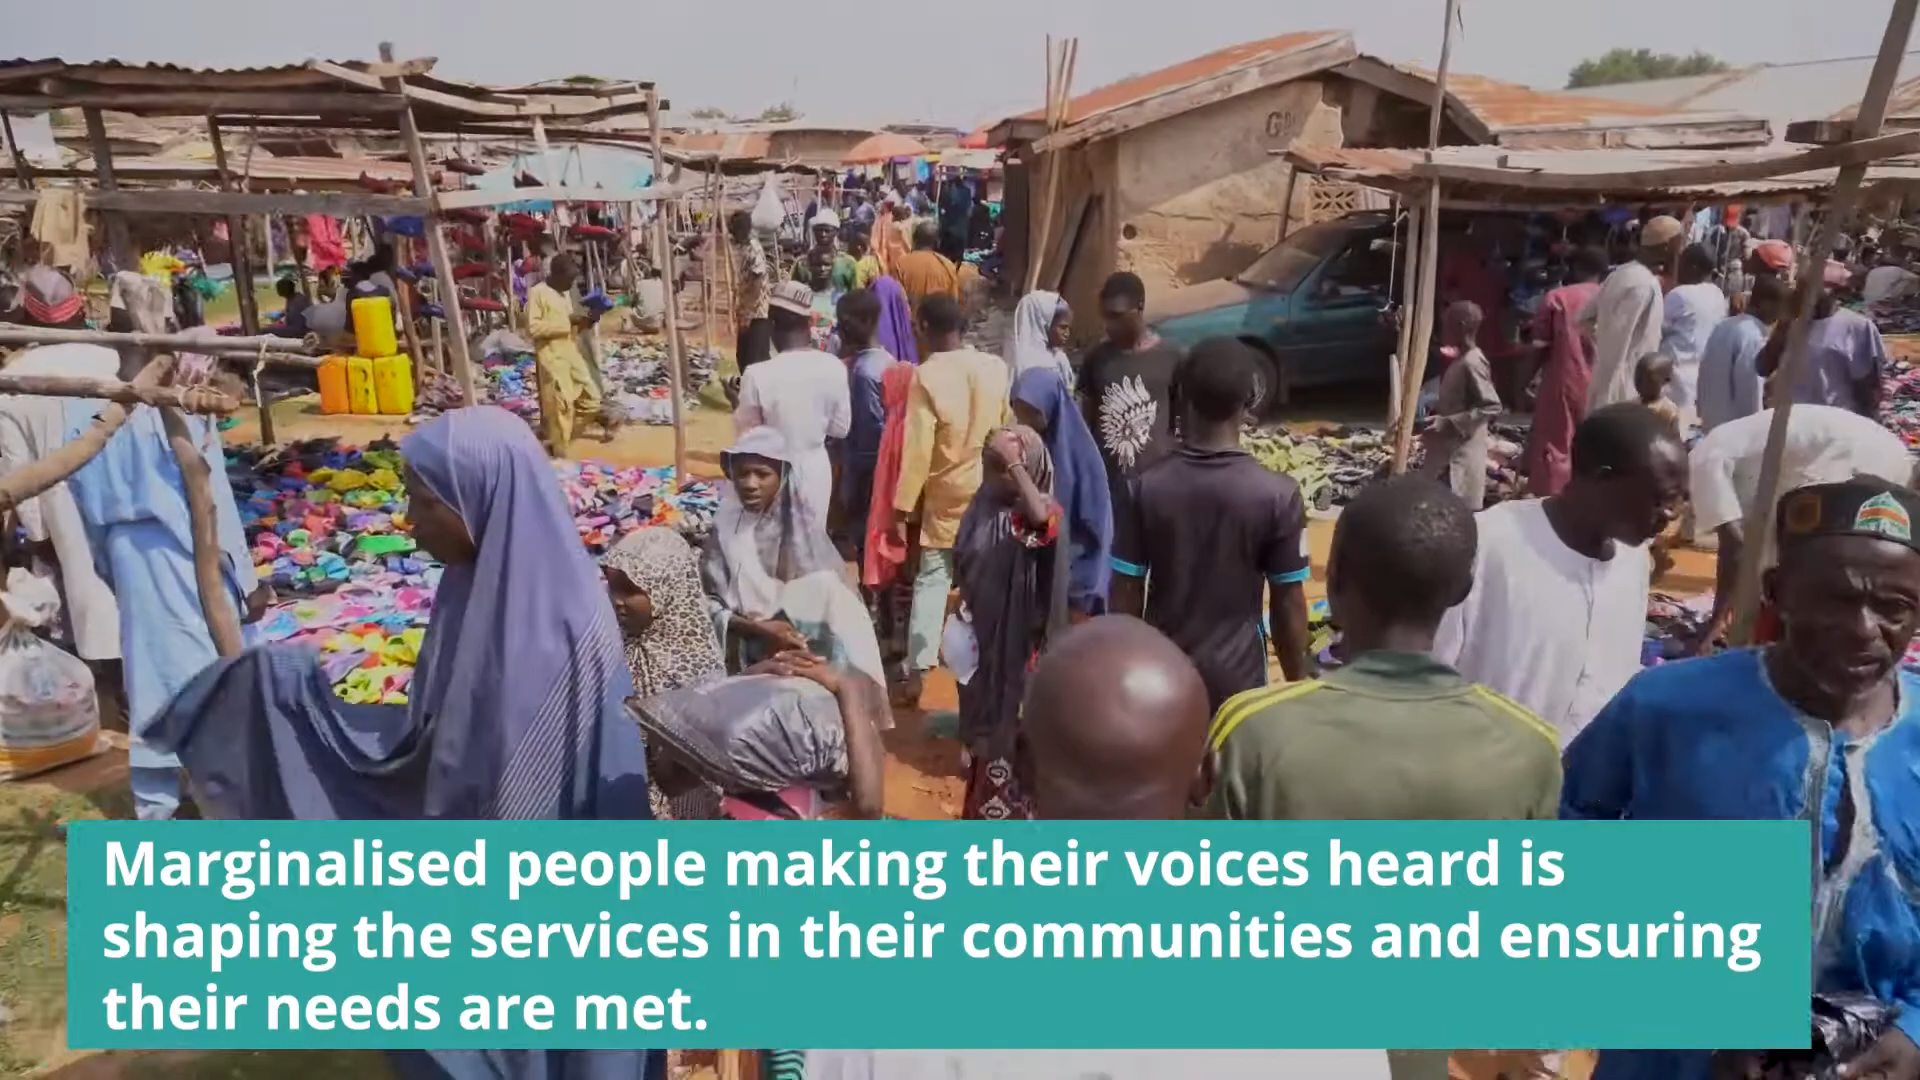 Marginalised people making their voices heard is
shaping the services in their communities and ensuring
their needs are met.